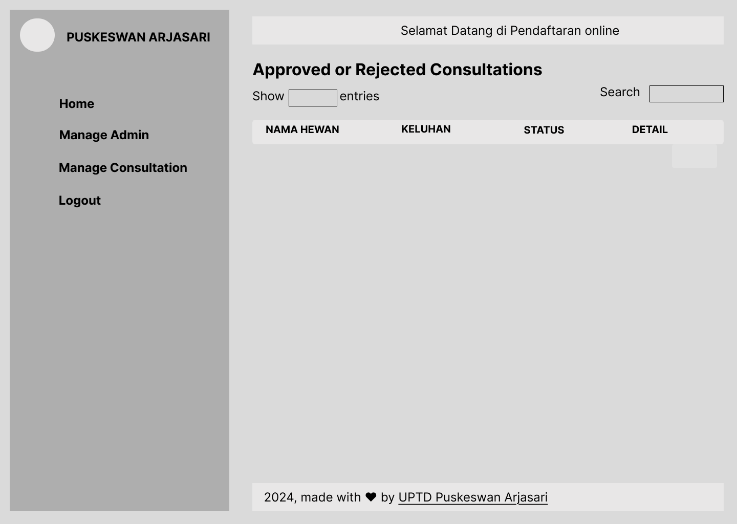 PUSKESWAN ARJASARI
Home
Manage Admin
Manage Consultation
Logout
Selamat Datang di Pendaftaran online
Approved or Rejected Consultations
Show entries
Search
NAMA HEWAN KELUHAN STATUS DETAIL
2024, made with ♥ by UPTD Puskeswan Arjasari